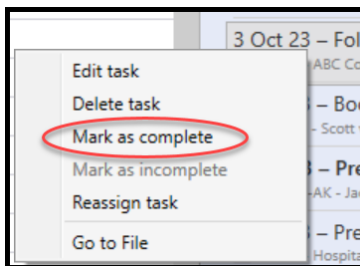 3 Oct 23 – Fol
ABC Co
Edit task
Delete task
– Boo
- Scott
Mark as complete
Mark as incomplete
– Pre
-AK - Ja
Reassign task
– Pre
Go to File
Hospita